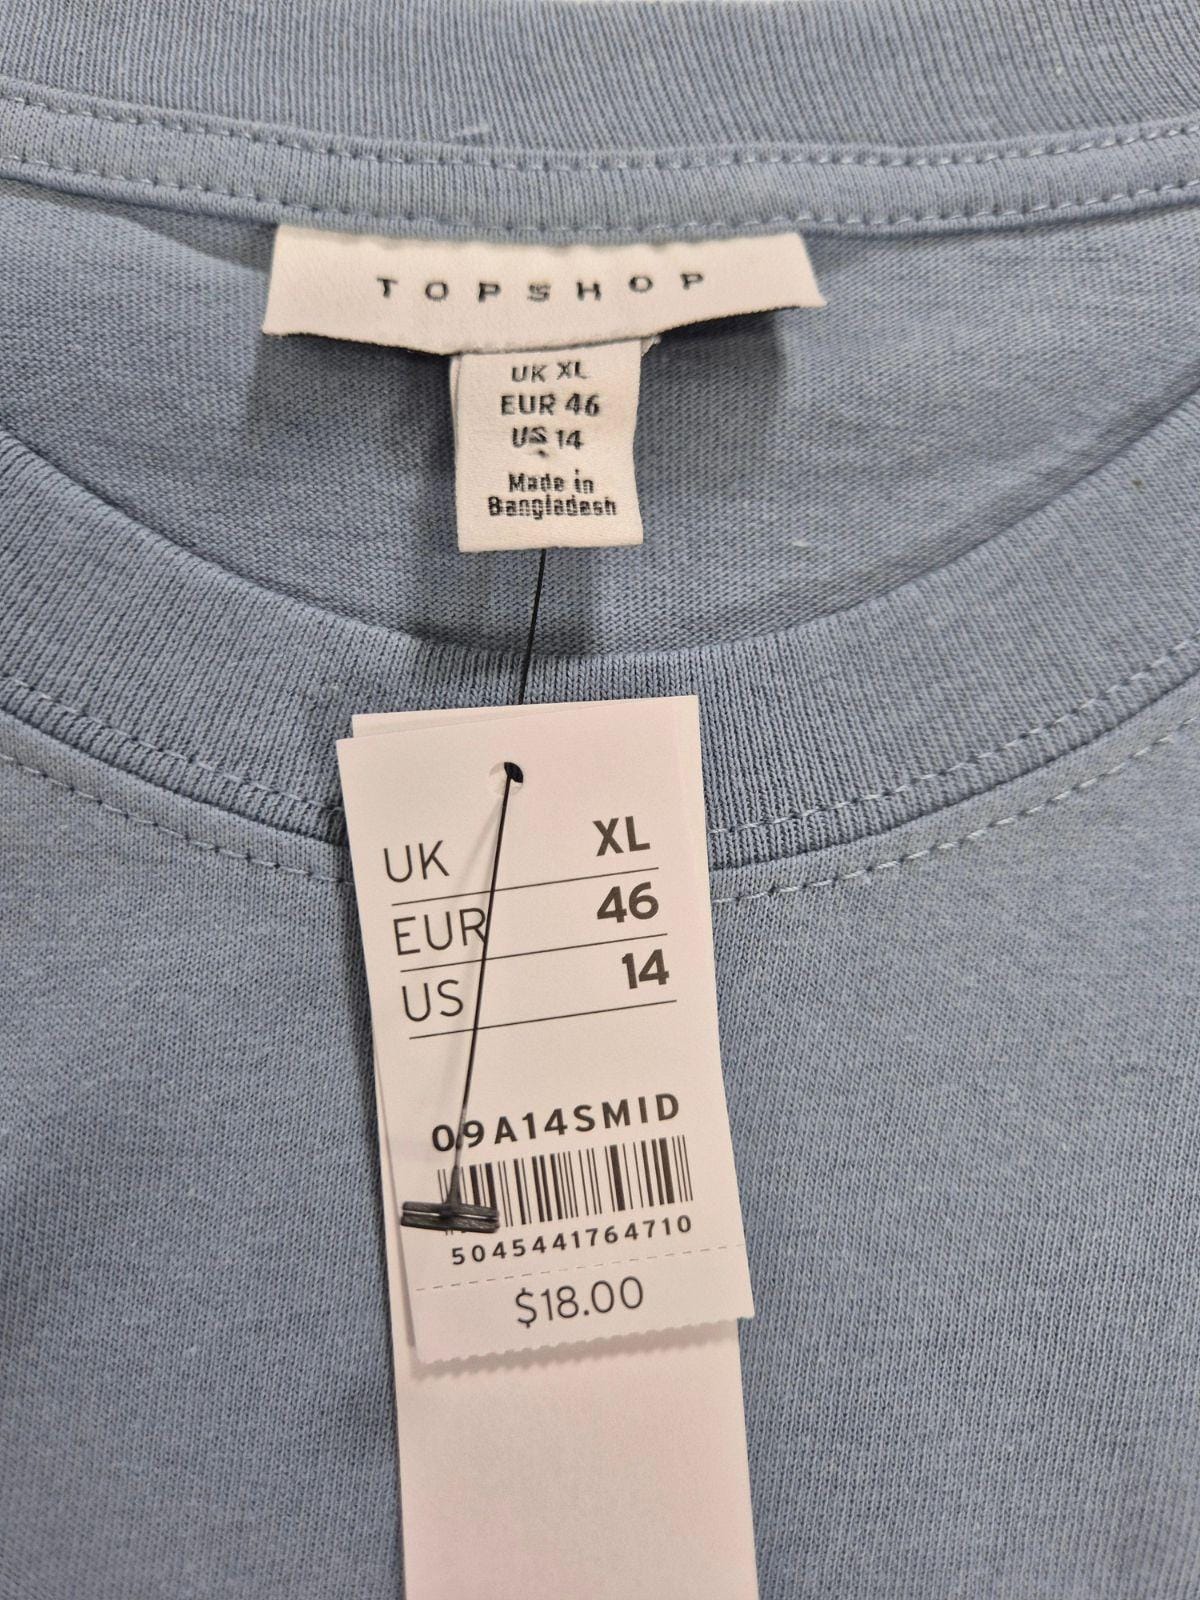 TOPSHOP
UK XL
EUR 46
US 14
Made in
Bangladesh
UK XL
EUR 46
US 14
09A14SMID
5045441764710
$18.00